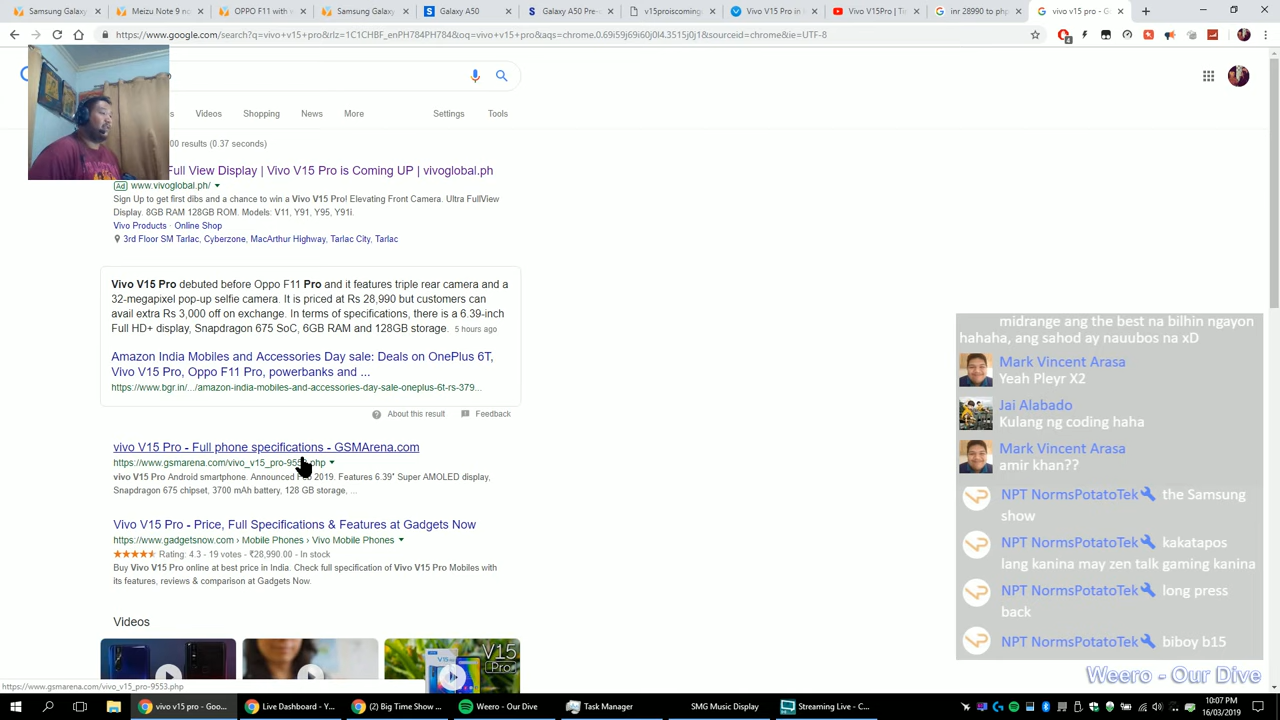 Samsung Galaxy
Meizu Note 9 no
OPPO F11 with
Samsung Galaxy
Galaxy A50
Galaxy A50 Pre-
v15proiscoming.
Vivo V15 Pro in
Vivo V15Pro | Ti
inr 28990 to php
vivo v15 pro - Go
https://www.google.com/search?q=vivo+v15+pro&rlz=1C1CHBF_enPH784PH784&oq=vivo+v15+pro&aqs=chrome.0.69i59j69i60j0l4.3515j0j1&sourceid=chrome&ie=UTF-8
Videos Shopping News More Settings Tools
00 results (0.37 seconds)
Full View Display | Vivo V15 Pro is Coming UP | vivoglobal.ph
Ad www.vivoglobal.ph/
Sign Up to get first dibs and a chance to win a Vivo V15 Pro! Elevating Front Camera. Ultra FullView
Display. 8GB RAM 128GB ROM. Models: V11, Y91, Y95, Y91i.
Vivo Products · Online Shop
3rd Floor SM Tarlac, Cyberzone, MacArthur Highway, Tarlac City, Tarlac
Vivo V15 Pro debuted before Oppo F11 Pro and it features triple rear camera and a
32-megapixel pop-up selfie camera. It is priced at Rs 28,990 but customers can
avail extra Rs 3,000 off on exchange. In terms of specifications, there is a 6.39-inch
Full HD+ display, Snapdragon 675 SoC, 6GB RAM and 128GB storage. 5 hours ago
Amazon India Mobiles and Accessories Day sale: Deals on OnePlus 6T,
Vivo V15 Pro, Oppo F11 Pro, powerbanks and ...
https://www.bgr.in/.../amazon-india-mobiles-and-accessories-day-sale-oneplus-6t-rs-379...
About this result Feedback
vivo V15 Pro - Full phone specifications - GSMArena.com
https://www.gsmarena.com/vivo_v15_pro-9553.php
vivo V15 Pro Android smartphone. Announced 2019. Features 6.39″ Super AMOLED display,
Snapdragon 675 chipset, 3700 mAh battery, 128 GB storage, ...
Vivo V15 Pro - Price, Full Specifications & Features at Gadgets Now
https://www.gadgetsnow.com › Mobile Phones › Vivo Mobile Phones
Rating: 4.3 - 19 votes - ₹28,990.00 - In stock
Buy Vivo V15 Pro online at best price in India. Check full specification of Vivo V15 Pro Mobiles with
its features, reviews & comparison at Gadgets Now.
Videos
V15
Pro
midrange ang the best na bilhin ngayon
hahaha, ang sahod ay nauubos na xD
Mark Vincent Arasa
Yeah Pleyr X2
Jai Alabado
Kulang ng coding haha
Mark Vincent Arasa
amir khan??
NPT NormsPotatoTek the Samsung
show
NPT NormsPotatoTek kakatapos
lang kanina may zen talk gaming kanina
NPT NormsPotatoTek long press
back
NPT NormsPotatoTek biboy b15
Weero - Our Dive
https://www.gsmarena.com/vivo_v15_pro-9553.php
vivo v15 pro - Goo...
Live Dashboard - Y...
(2) Big Time Show ...
Weero - Our Dive
Task Manager
SMG Music Display
Streaming Live - C...
10:07 PM
16/03/2019